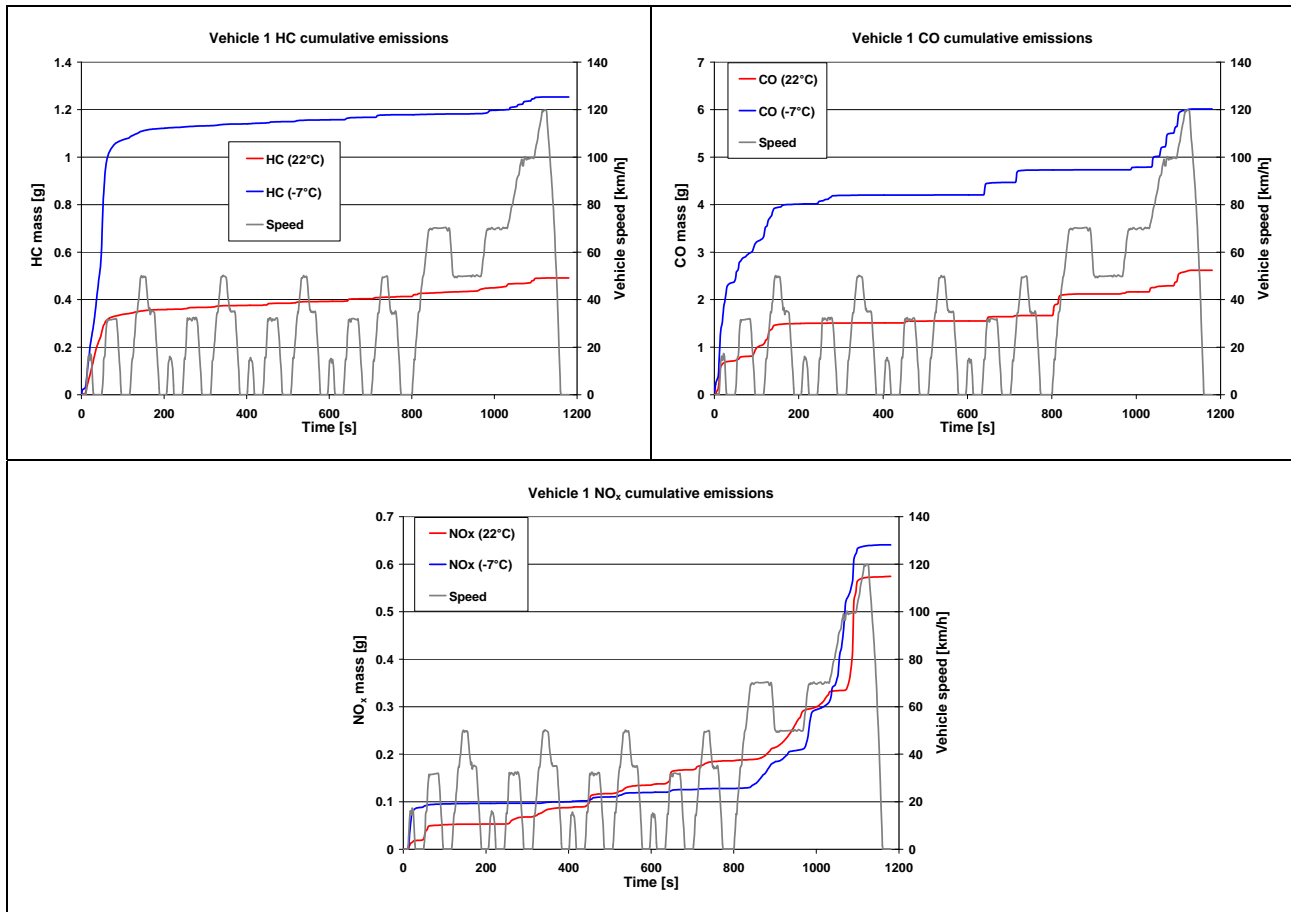 Vehicle 1 HC cumulative emissions
1.4
1.2
1
0.8
0.6
0.4
0.2
0
HC mass [g]
HC (22°C)
HC (-7°C)
Speed
140
120
100
80
60
40
20
0
Vehicle speed [km/h]
0 200 400 600 800 1000 1200
Time [s]
Vehicle 1 CO cumulative emissions
7
6
5
4
3
2
1
0
CO mass [g]
CO (22°C)
CO (-7°C)
Speed
140
120
100
80
60
40
20
0
Vehicle speed [km/h]
0 200 400 600 800 1000 1200
Time [s]
Vehicle 1 NOx cumulative emissions
0.7
0.6
0.5
0.4
0.3
0.2
0.1
0
NOx mass [g]
NOx (22°C)
NOx (-7°C)
Speed
140
120
100
80
60
40
20
0
Vehicle speed [km/h]
0 200 400 600 800 1000 1200
Time [s]